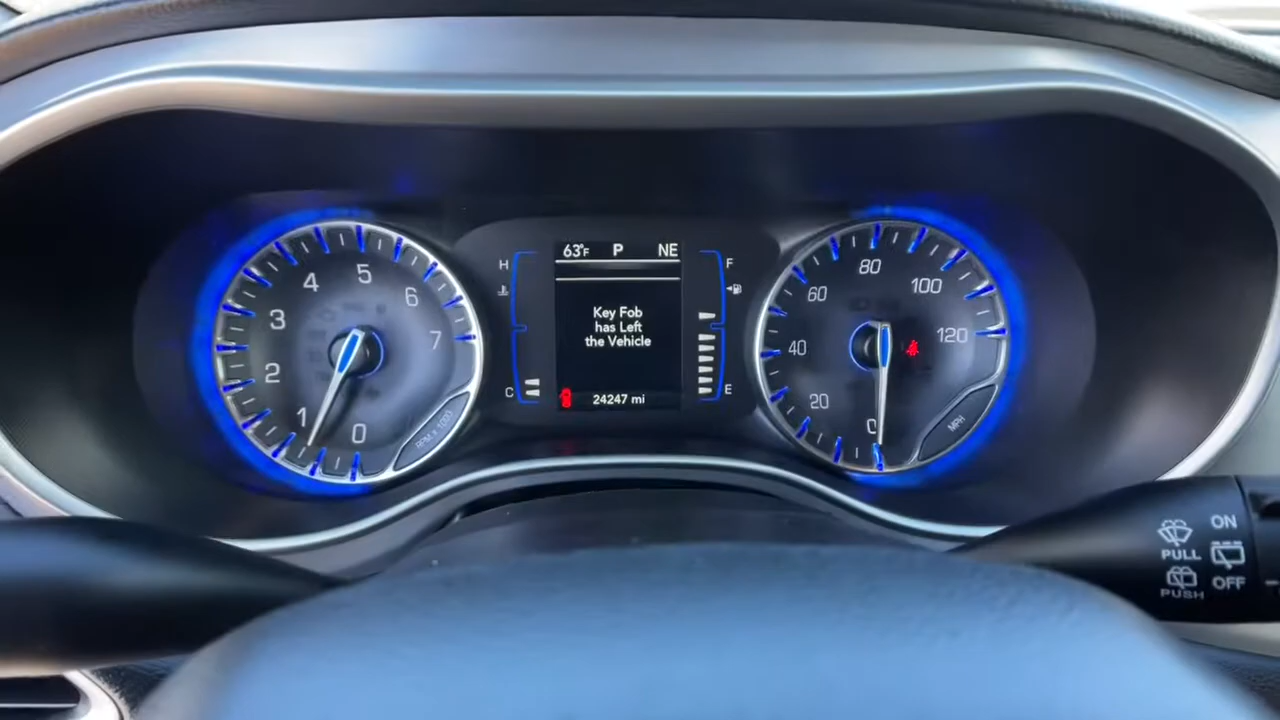 63°F P NE
Key Fob
has Left
the Vehicle
24247 mi
H
C
F
E
0
1
2
3
4
5
6
7
RPM x 1000
0
20
40
60
80
100
120
MPH
ON
PULL
OFF
PUSH